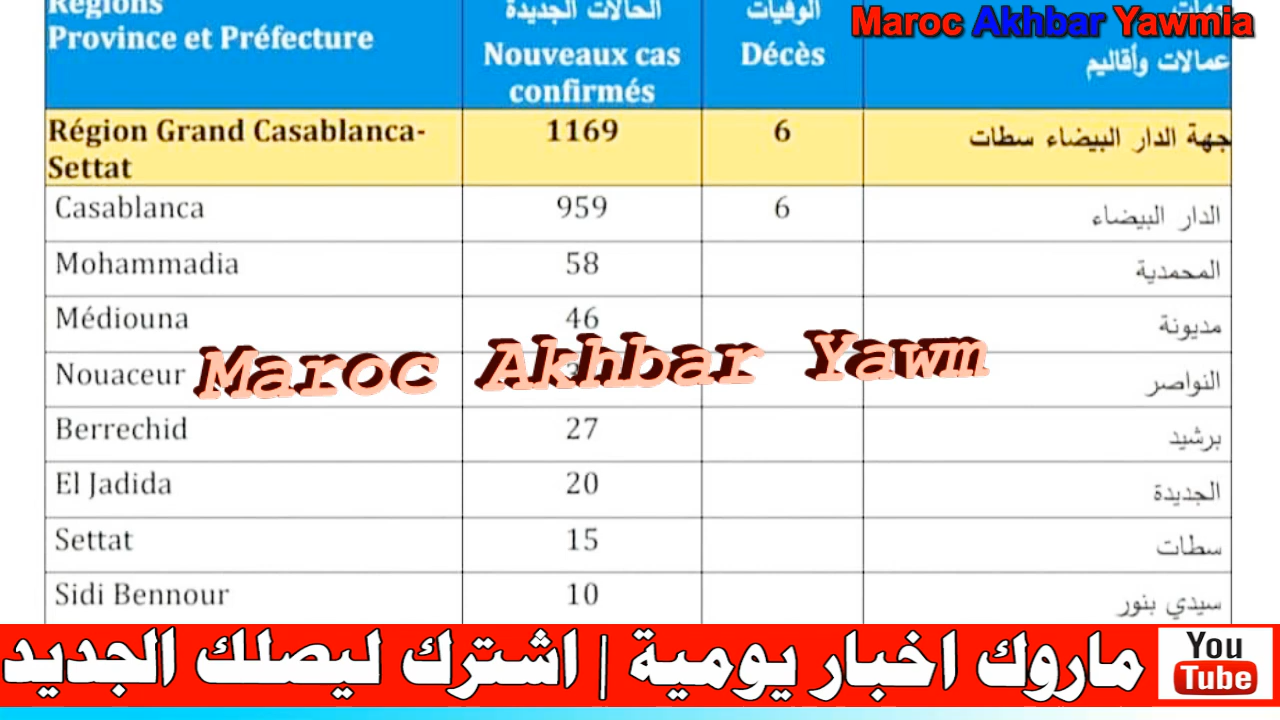 Régions
Province et Préfecture
الحالات الجديدة
Nouveaux cas
confirmés
الوفيات
Décès
Maroc Akhbar Yawmia
عمالات وأقاليم
Région Grand Casablanca-
Settat
1169
6
جهة الدار البيضاء سطات
Casablanca
959
6
الدار البيضاء
Mohammadia
58
المحمدية
Médiouna
46
مديونة
Nouaceur
النواصر
Maroc Akhbar Yawm
Berrechid
27
برشيد
El Jadida
20
الجديدة
Settat
15
سطات
Sidi Bennour
10
سيدي بنور
ماروك اخبار يومية | اشترك ليصلك الجديد
You
Tube